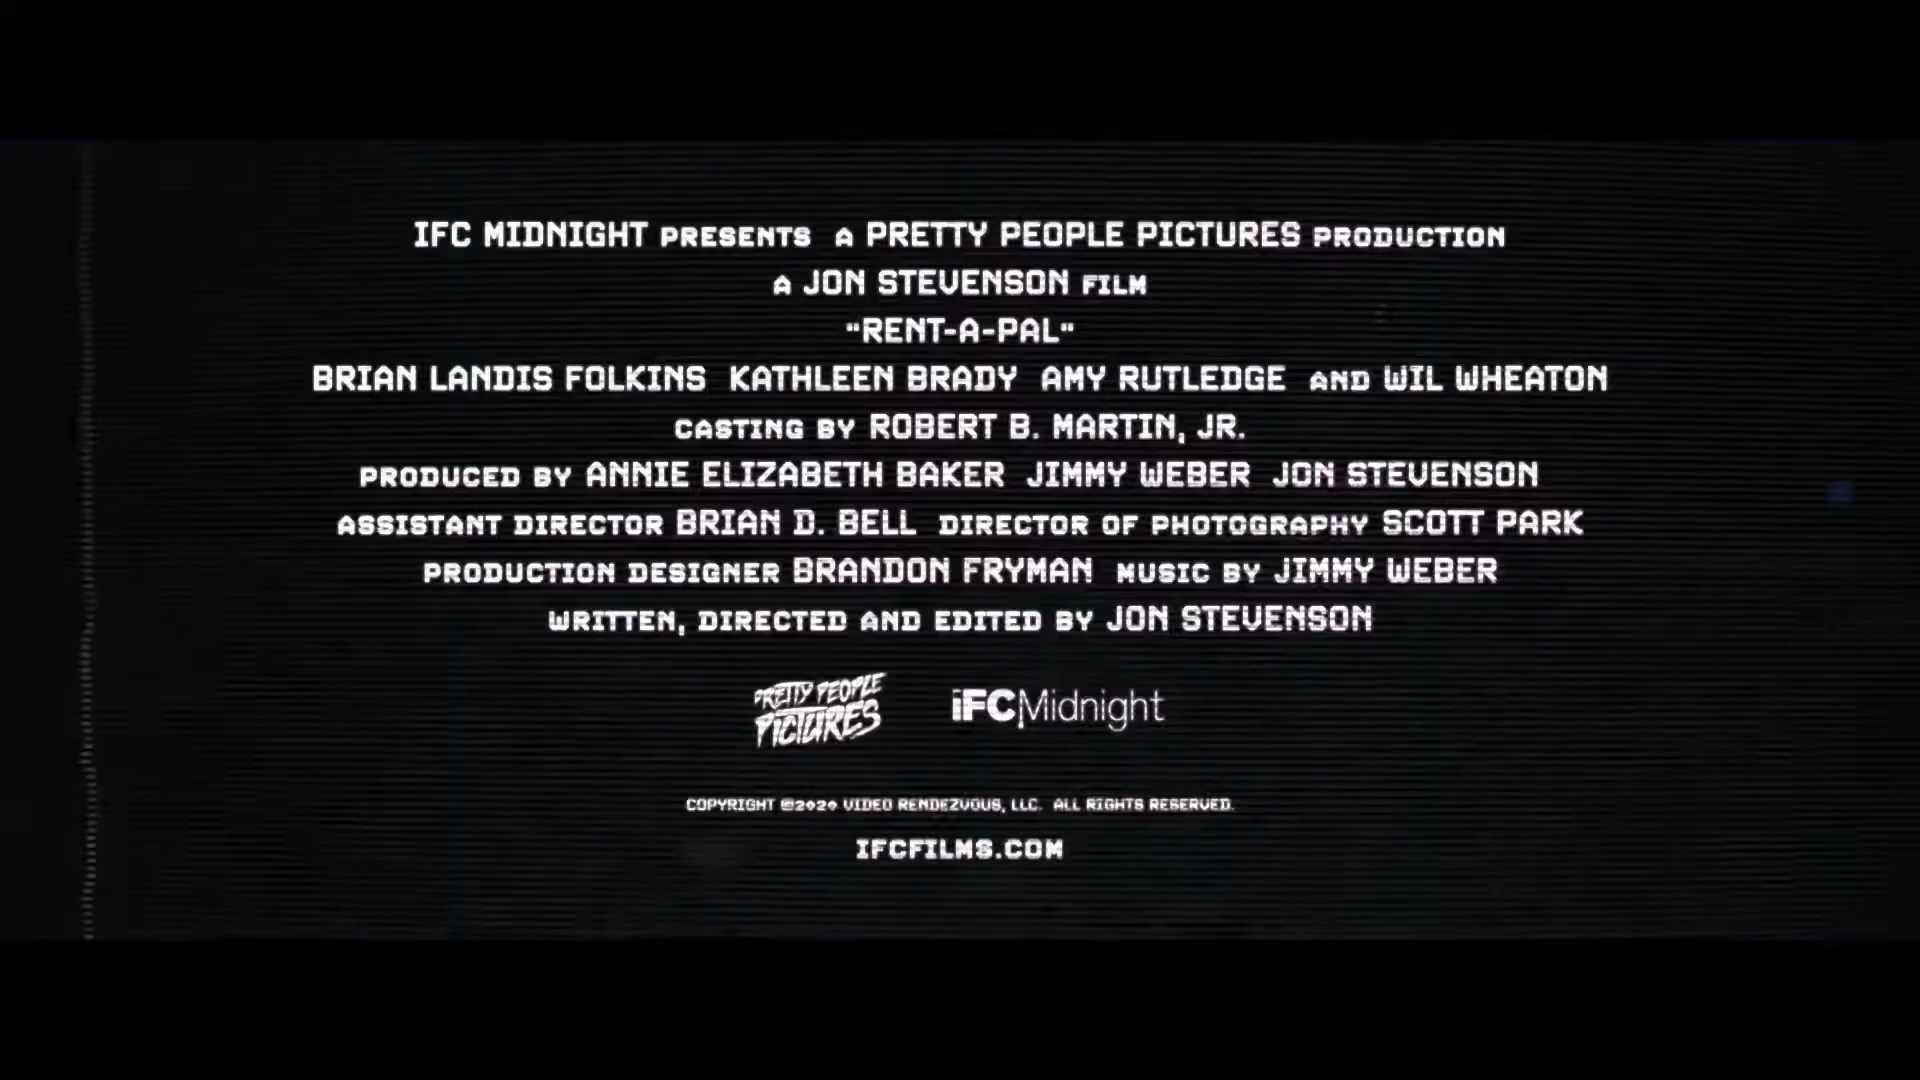 IFC MIDNIGHT PRESENTS A PRETTY PEOPLE PICTURES PRODUCTION
A JON STEVENSON FILM
"RENT-A-PAL"
BRIAN LANDIS FOLKINS KATHLEEN BRADY AMY RUTLEDGE AND WIL WHEATON
CASTING BY ROBERT B. MARTIN, JR.
PRODUCED BY ANNIE ELIZABETH BAKER JIMMY WEBER JON STEVENSON
ASSISTANT DIRECTOR BRIAN D. BELL DIRECTOR OF PHOTOGRAPHY SCOTT PARK
PRODUCTION DESIGNER BRANDON FRYMAN MUSIC BY JIMMY WEBER
WRITTEN, DIRECTED AND EDITED BY JON STEVENSON
PRETTY PEOPLE
PICTURES
iFC Midnight
COPYRIGHT ©2020 VIDEO RENDEZVOUS, LLC. ALL RIGHTS RESERVED.
IFCFILMS.COM